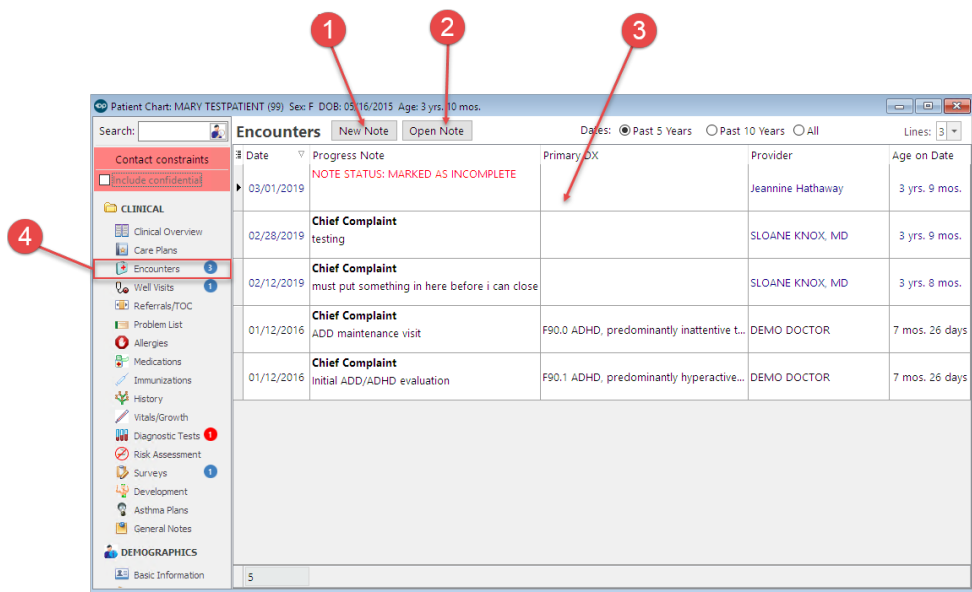 1
2
3
4
Patient Chart: MARY TESTPATIENT (99) Sex: F DOB: 05/16/2015 Age: 3 yrs. 10 mos.
Search:
Encounters New Note Open Note Dates: Past 5 Years Past 10 Years All Lines: 3
Contact constraints
Include confidential
CLINICAL
Clinical Overview
Care Plans
Encounters 3
Well Visits 1
Referrals/TOC
Problem List
Allergies
Medications
Immunizations
History
Vitals/Growth
Diagnostic Tests 1
Risk Assessment
Surveys 1
Development
Asthma Plans
General Notes
DEMOGRAPHICS
Basic Information
Date Progress Note Primary DX Provider Age on Date
NOTE STATUS: MARKED AS INCOMPLETE
03/01/2019 Jeannine Hathaway 3 yrs. 9 mos.
Chief Complaint
02/28/2019 testing SLOANE KNOX, MD 3 yrs. 9 mos.
Chief Complaint
02/12/2019 must put something in here before i can close SLOANE KNOX, MD 3 yrs. 8 mos.
Chief Complaint
01/12/2016 ADD maintenance visit F90.0 ADHD, predominantly inattentive t... DEMO DOCTOR 7 mos. 26 days
Chief Complaint
01/12/2016 Initial ADD/ADHD evaluation F90.1 ADHD, predominantly hyperactive... DEMO DOCTOR 7 mos. 26 days
5